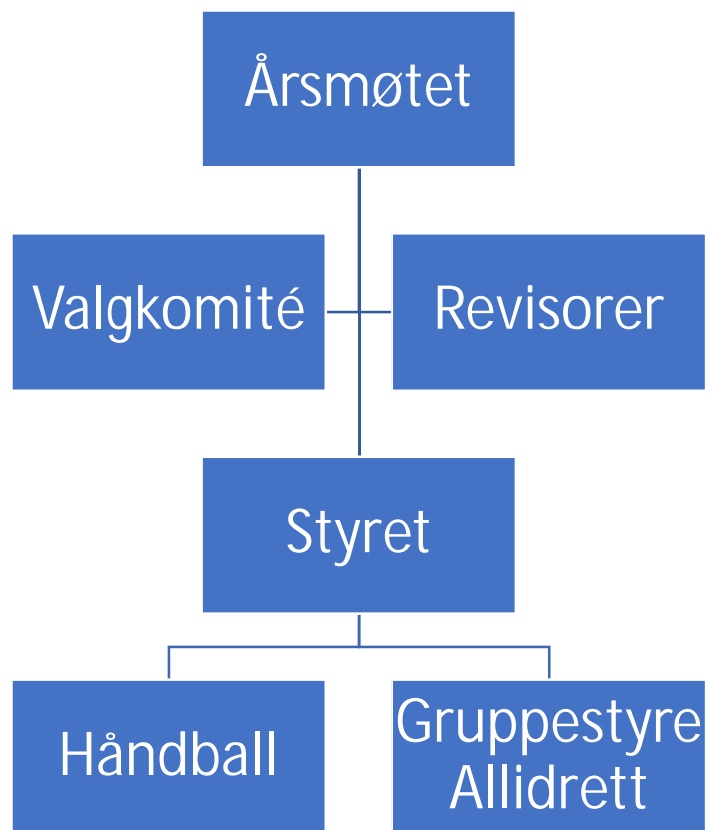 Årsmøtet
Valgkomité
Revisorer
Styret
Håndball
Gruppestyre
Allidrett